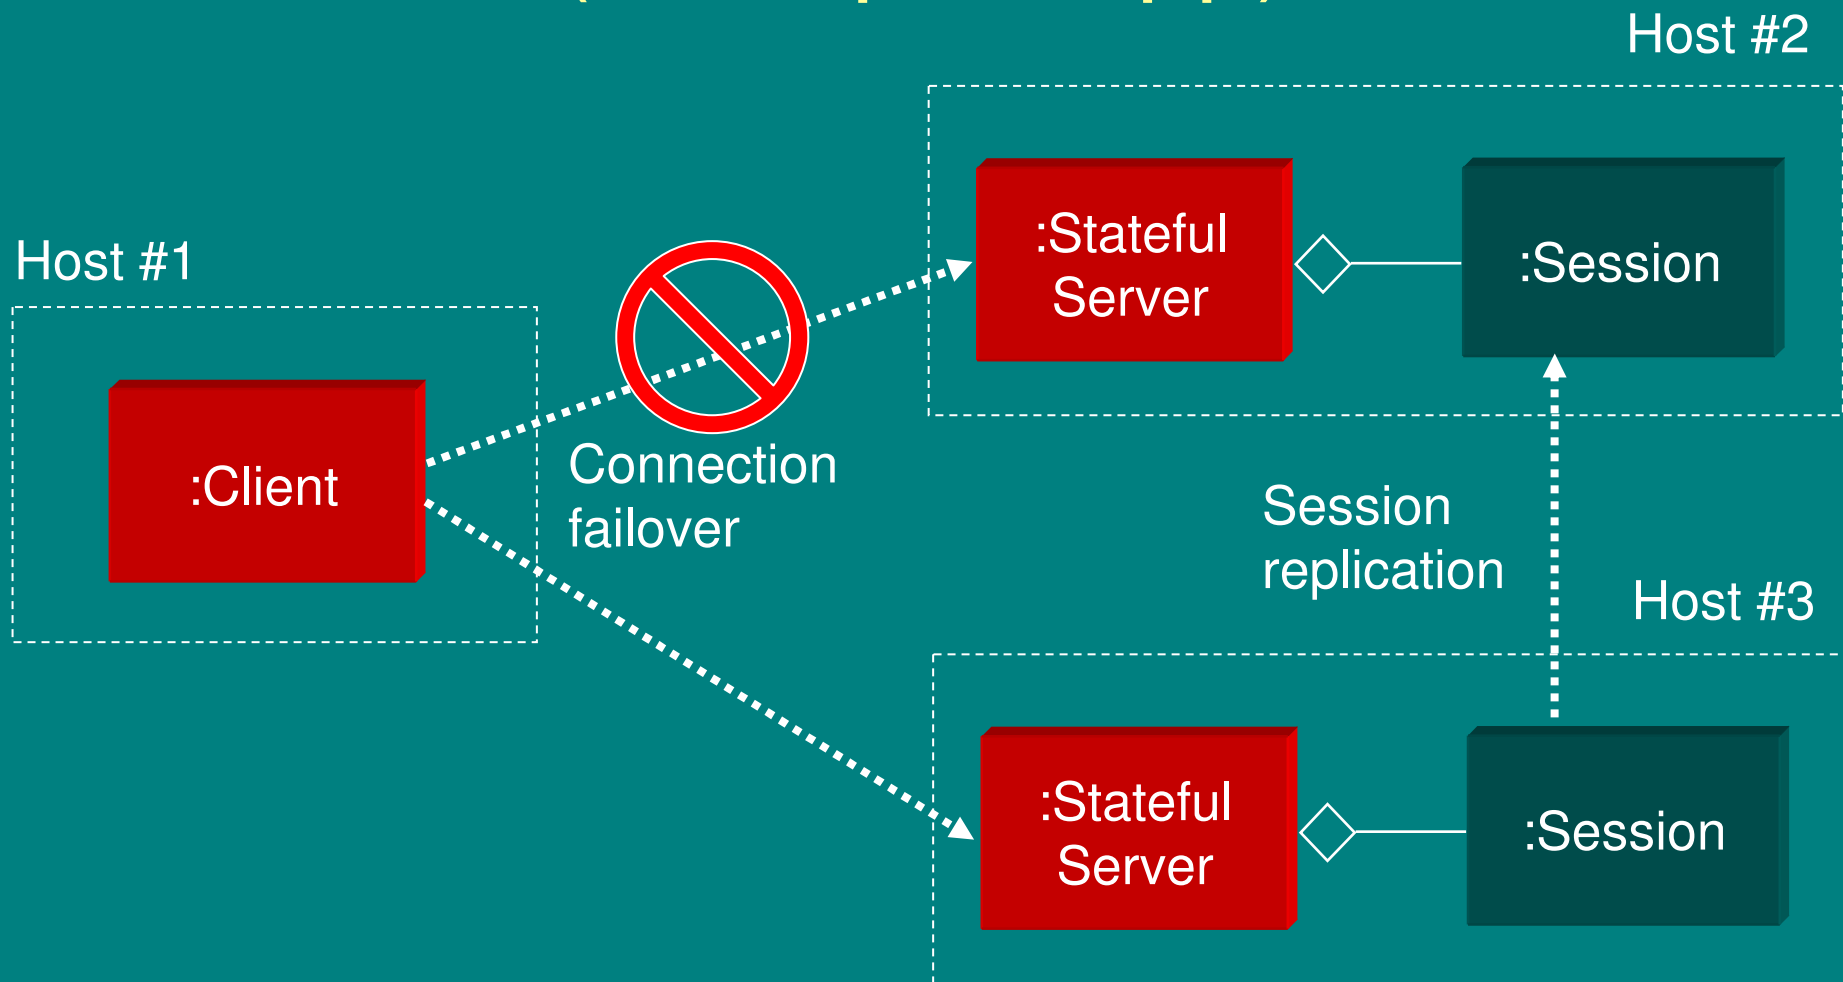 Host #2
:Stateful
Server
:Session
Host #1
:Client
Connection
failover
Session
replication
Host #3
:Stateful
Server
:Session